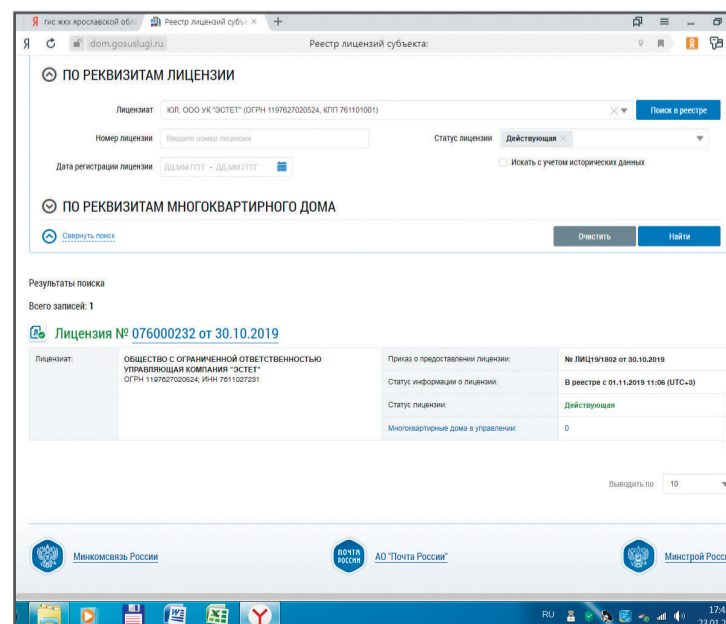 гис жкх ярославской обл
Реестр лицензий субъе
dom.gosuslugi.ru
Реестр лицензий субъекта:
ПО РЕКВИЗИТАМ ЛИЦЕНЗИИ
Лицензиат
ЮЛ: ООО УК "ЭСТЕТ" (ОГРН 1197627020524, КПП 761101001)
Поиск в реестре
Номер лицензии
Введите номер лицензии
Статус лицензии
Действующая
Дата регистрации лицензии
ДД.ММ.ГГГГ - ДД.ММ.ГГГГ
Искать с учетом исторических данных
ПО РЕКВИЗИТАМ МНОГОКВАРТИРНОГО ДОМА
Свернуть поиск
Очистить
Найти
Результаты поиска
Всего записей: 1
Лицензия № 076000232 от 30.10.2019
Лицензиат:
ОБЩЕСТВО С ОГРАНИЧЕННОЙ ОТВЕТСТВЕННОСТЬЮ
УПРАВЛЯЮЩАЯ КОМПАНИЯ "ЭСТЕТ"
ОГРН 1197627020524; ИНН 7611027231
Приказ о предоставлении лицензии:
№ ЛИЦ19/1802 от 30.10.2019
Статус информации о лицензии:
В реестре с 01.11.2019 11:06 (UTC+3)
Статус лицензии:
Действующая
Многоквартирные дома в управлении:
0
Выводить по
10
Минкомсвязь России
ПОЧТА
РОССИИ
АО "Почта России"
Минстрой Росс
RU
17:4
23.01.2